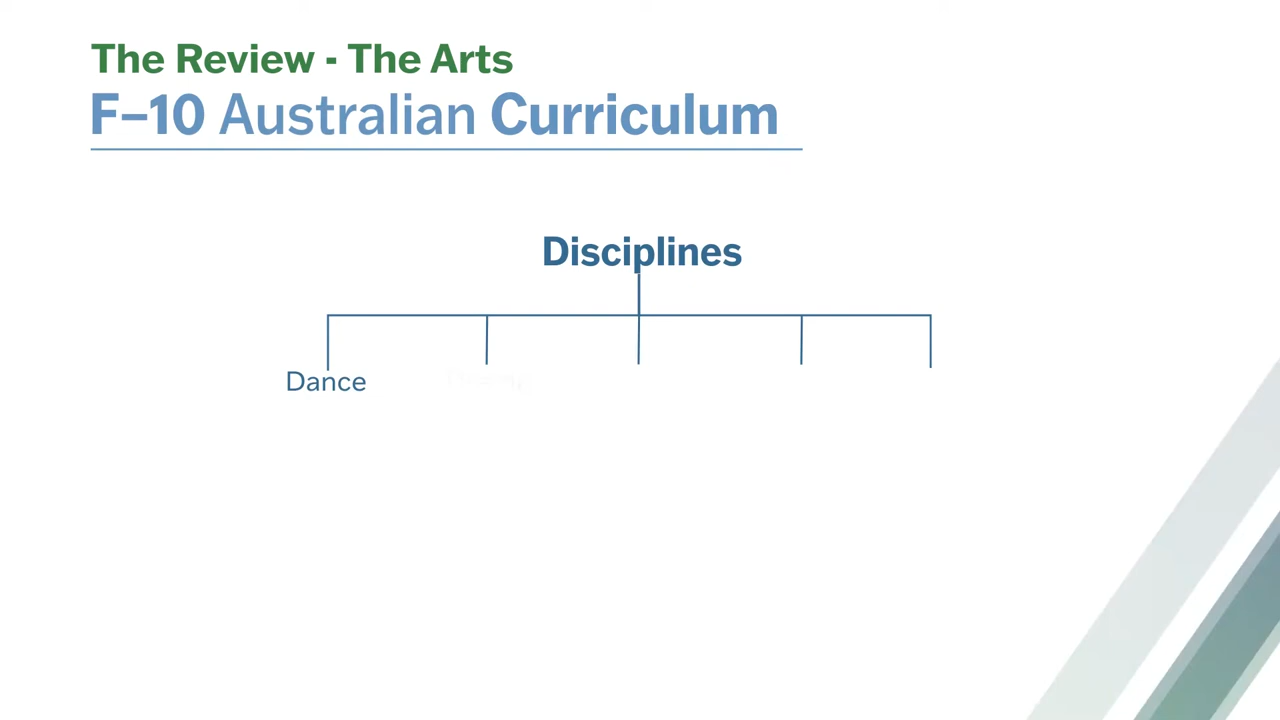 The Review - The Arts
F–10 Australian Curriculum
Disciplines
Dance